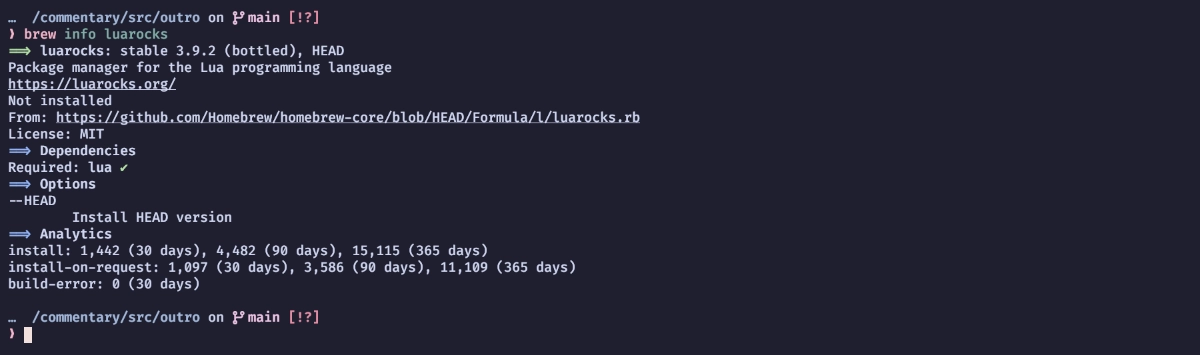 …  /commentary/src/outro on  main [!?]
❯ brew info luarocks
==> luarocks: stable 3.9.2 (bottled), HEAD
Package manager for the Lua programming language
https://luarocks.org/
Not installed
From: https://github.com/Homebrew/homebrew-core/blob/HEAD/Formula/l/luarocks.rb
License: MIT
==> Dependencies
Required: lua ✔
==> Options
--HEAD
        Install HEAD version
==> Analytics
install: 1,442 (30 days), 4,482 (90 days), 15,115 (365 days)
install-on-request: 1,097 (30 days), 3,586 (90 days), 11,109 (365 days)
build-error: 0 (30 days)
…  /commentary/src/outro on  main [!?]
❯